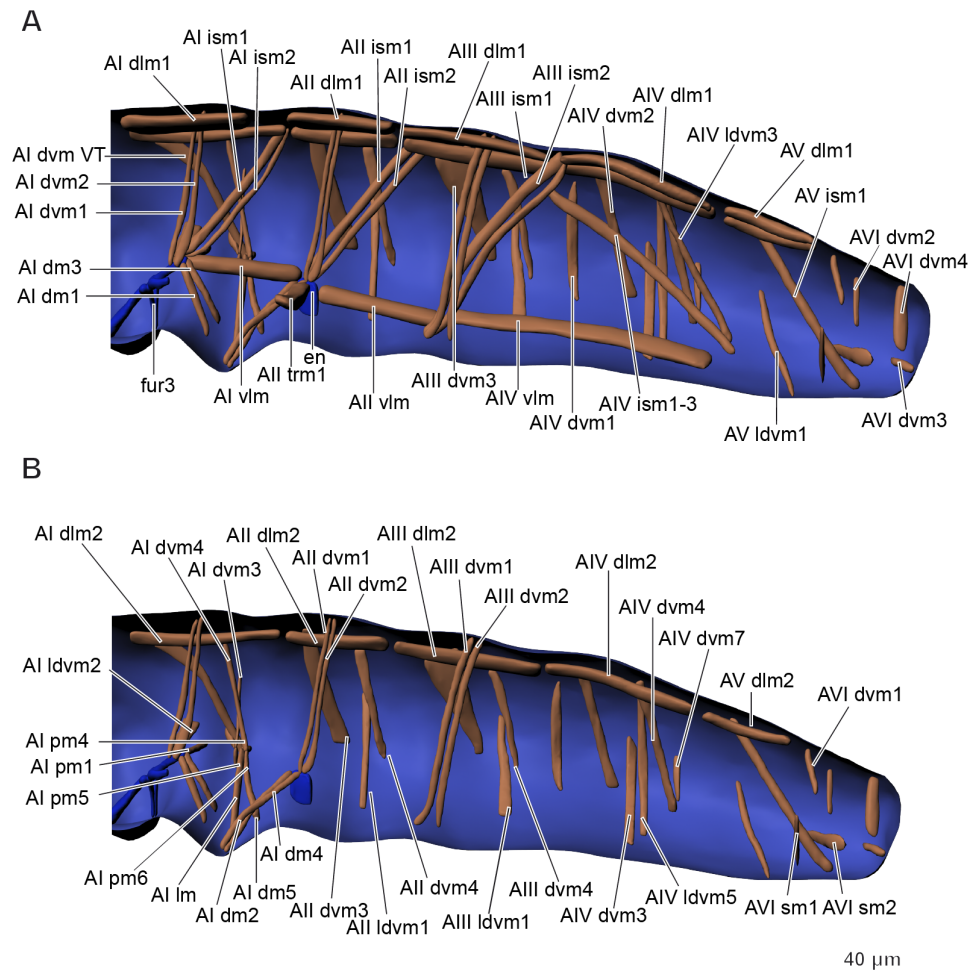 A
AI ism1
AI ism2
AI dlm1
AII ism1
AII ism2
AII dlm1
AIII dlm1
AIII ism2
AIII ism1
AIV dvm2
AIV dlm1
AIV ldvm3
AV dlm1
AV ism1
AVI dvm2
AVI dvm4
AI dvm VT
AI dvm2
AI dvm1
AI dm3
AI dm1
fur3
AI vlm
AII trm1
en
AII vlm
AIII dvm3
AIV vlm
AIV dvm1
AIV ism1-3
AV ldvm1
AVI dvm3
B
AI dlm2
AI dvm4
AI dvm3
AII dlm2
AII dvm1
AII dvm2
AIII dlm2
AIII dvm1
AIII dvm2
AIV dlm2
AIV dvm4
AIV dvm7
AV dlm2
AVI dvm1
AI ldvm2
AI pm4
AI pm1
AI pm5
AI pm6
AI lm
AI dm2
AI dm5
AI dm4
AII dvm3
AII ldvm1
AII dvm4
AIII ldvm1
AIII dvm4
AIV dvm3
AIV ldvm5
AVI sm1
AVI sm2
40 µm